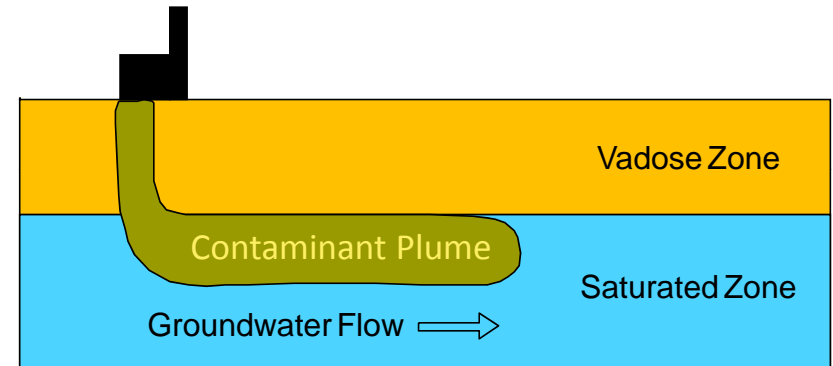 Vadose Zone
Contaminant Plume
Saturated Zone
Groundwater Flow